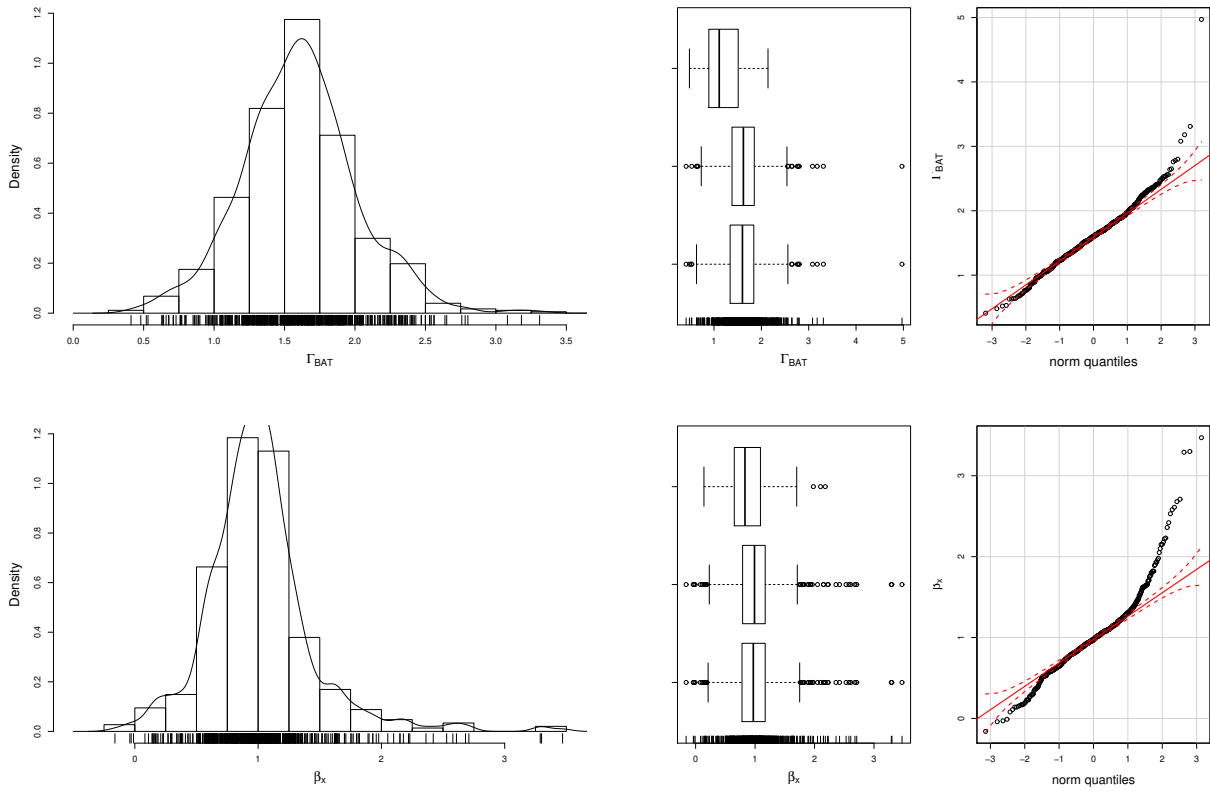 Density
0.0 0.2 0.4 0.6 0.8 1.0 1.2
0.0 0.5 1.0 1.5 2.0 2.5 3.0 3.5
Γ_BAT
1 2 3 4 5
Γ_BAT
Γ_BAT
1 2 3 4 5
−3 −2 −1 0 1 2 3
norm quantiles
Density
0.0 0.2 0.4 0.6 0.8 1.0 1.2
0 1 2 3
β_x
0 1 2 3
β_x
β_x
0 1 2 3
−3 −2 −1 0 1 2 3
norm quantiles